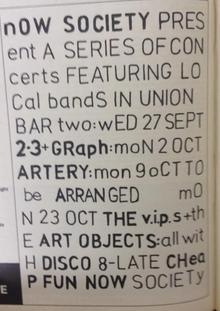 nOW SOCIETY PRES
ent A SERIES OF CON
certs FEATURING LO
Cal bandS IN UNION
BAR two:wED 27 SEPT
2·3+GRaph:moN 2 OCT
ARTERY:mon 9 ocT TO
be ARRANGED mO
N 23 OCT THE v.i.p.s+th
E ART OBJECTS:all wit
H DISCO 8-LATE CHea
P FUN NOW SOCIETY